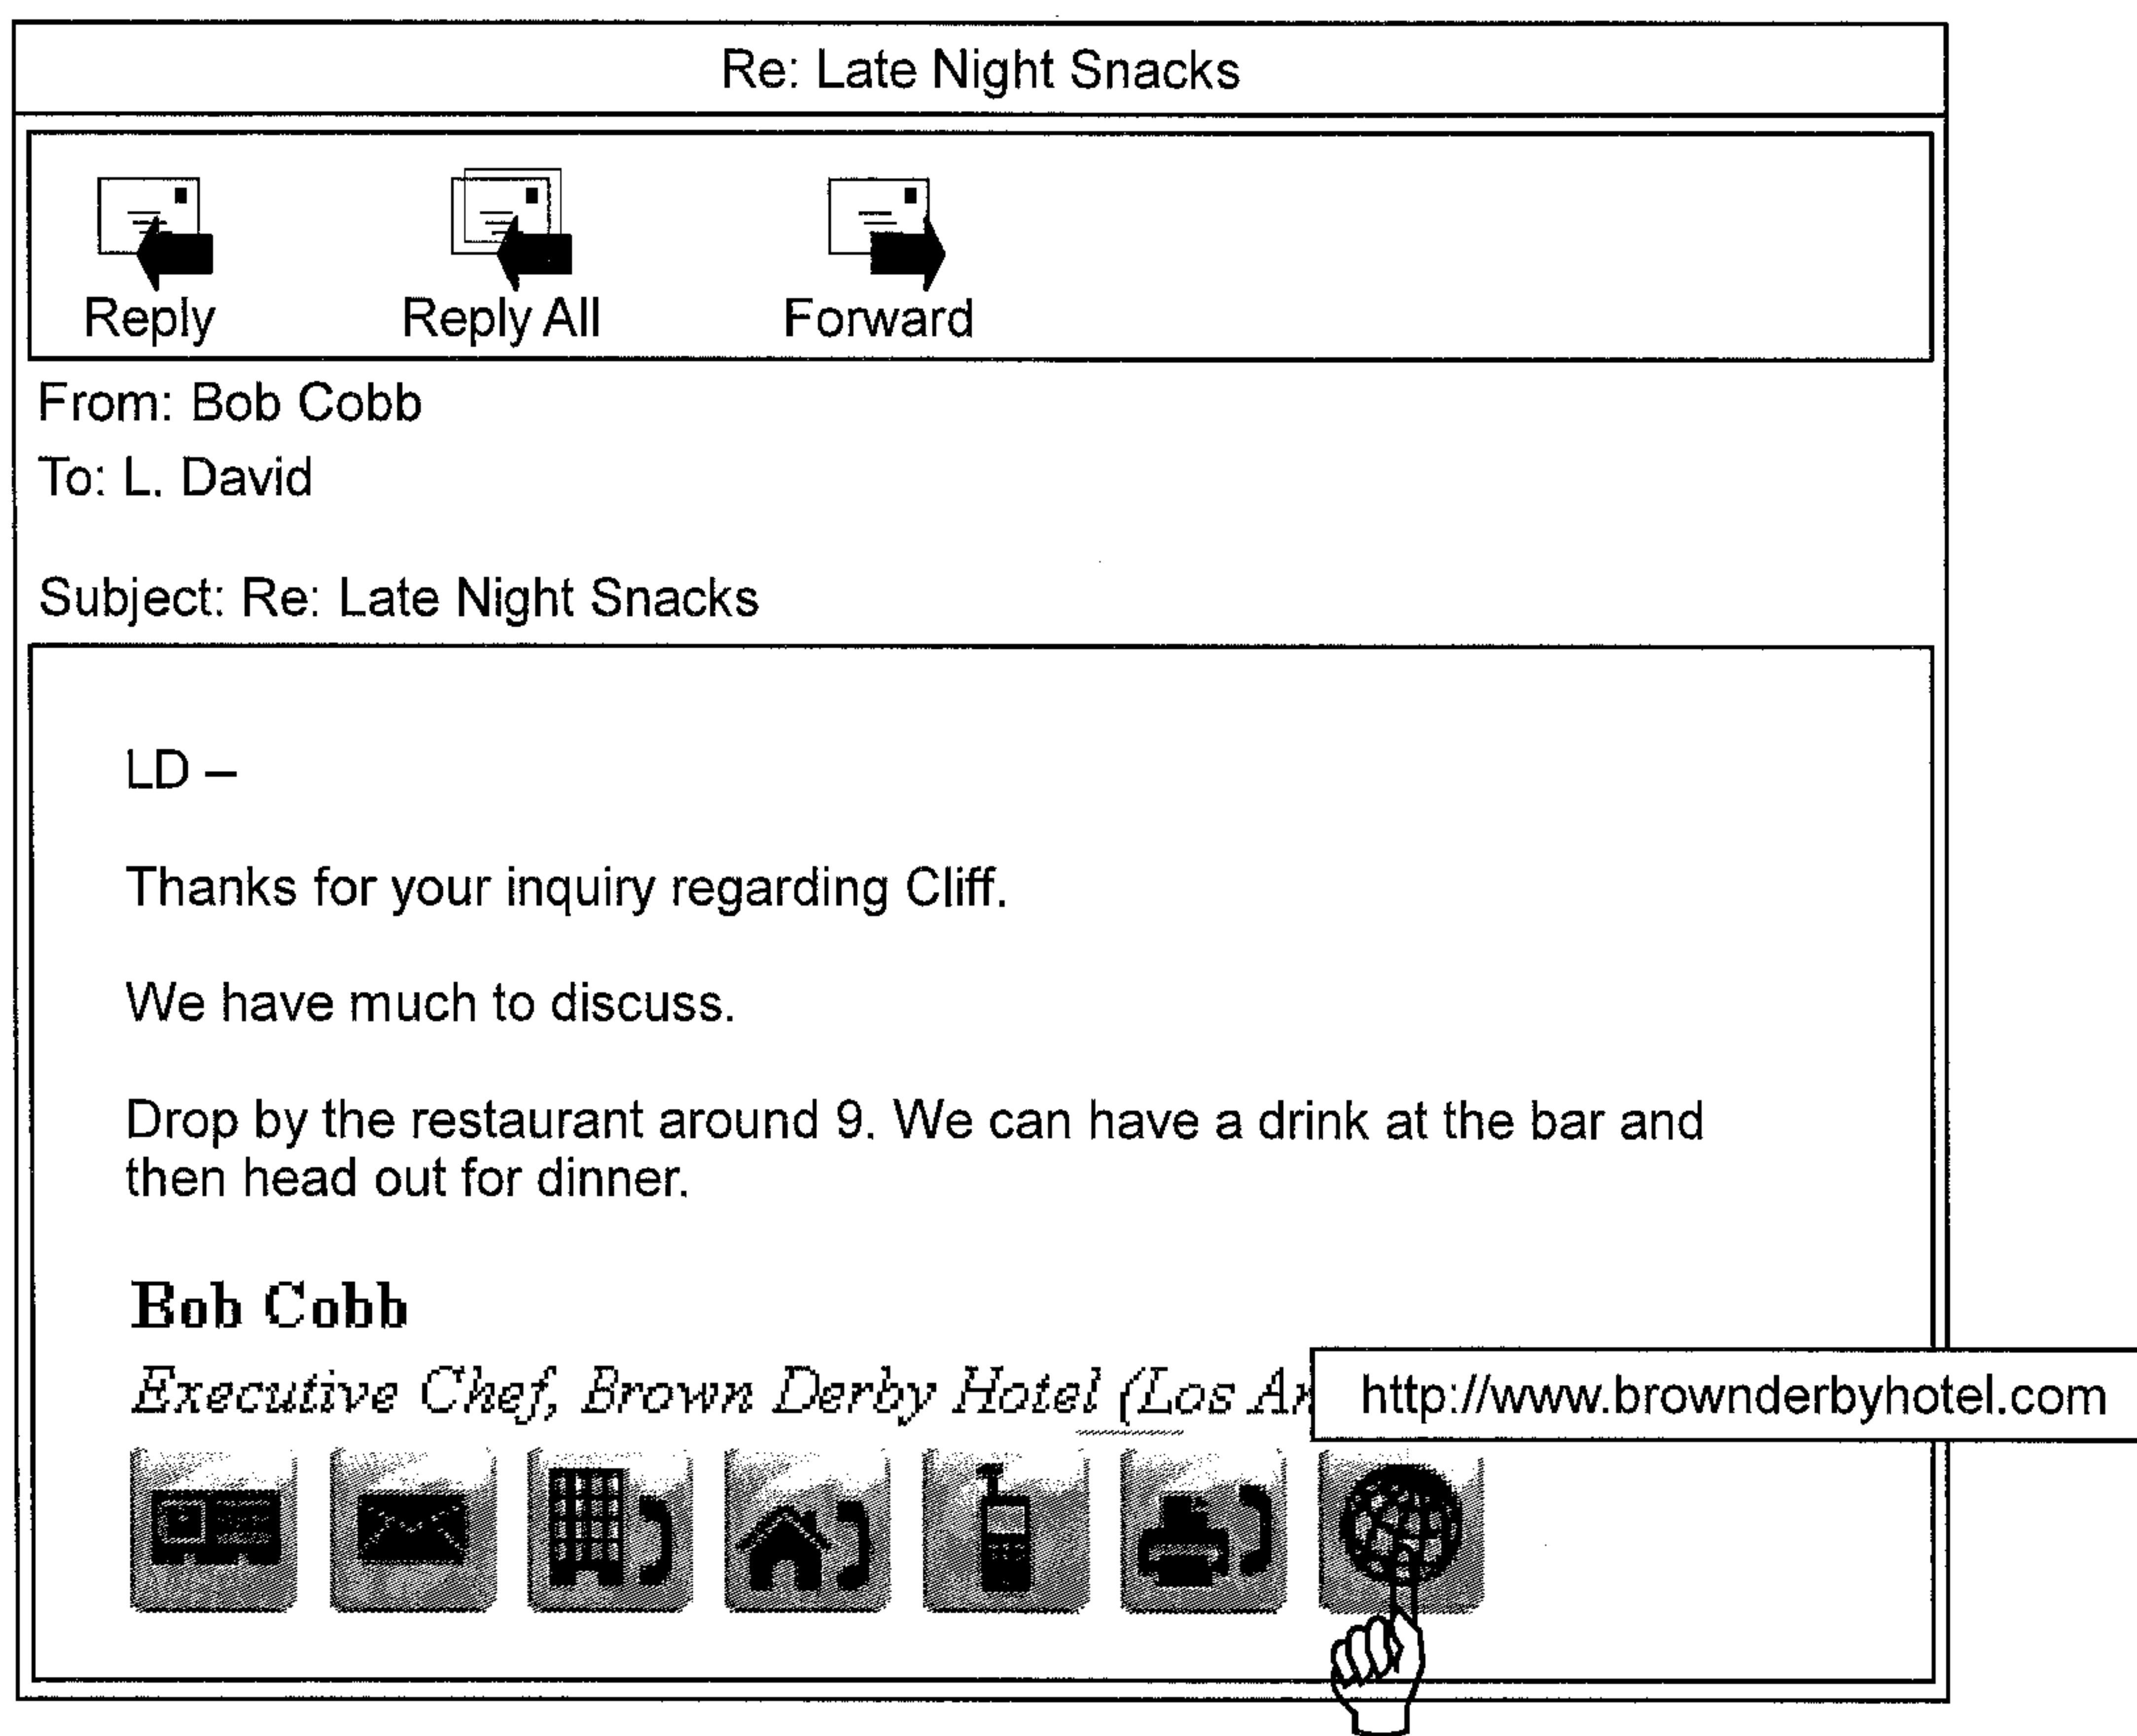 Re: Late Night Snacks
Reply Reply All Forward
From: Bob Cobb
To: L. David
Subject: Re: Late Night Snacks
LD –
Thanks for your inquiry regarding Cliff.
We have much to discuss.
Drop by the restaurant around 9. We can have a drink at the bar and
then head out for dinner.
Bob Cobb
Executive Chef, Brown Derby Hotel (Los
http://www.brownderbyhotel.com